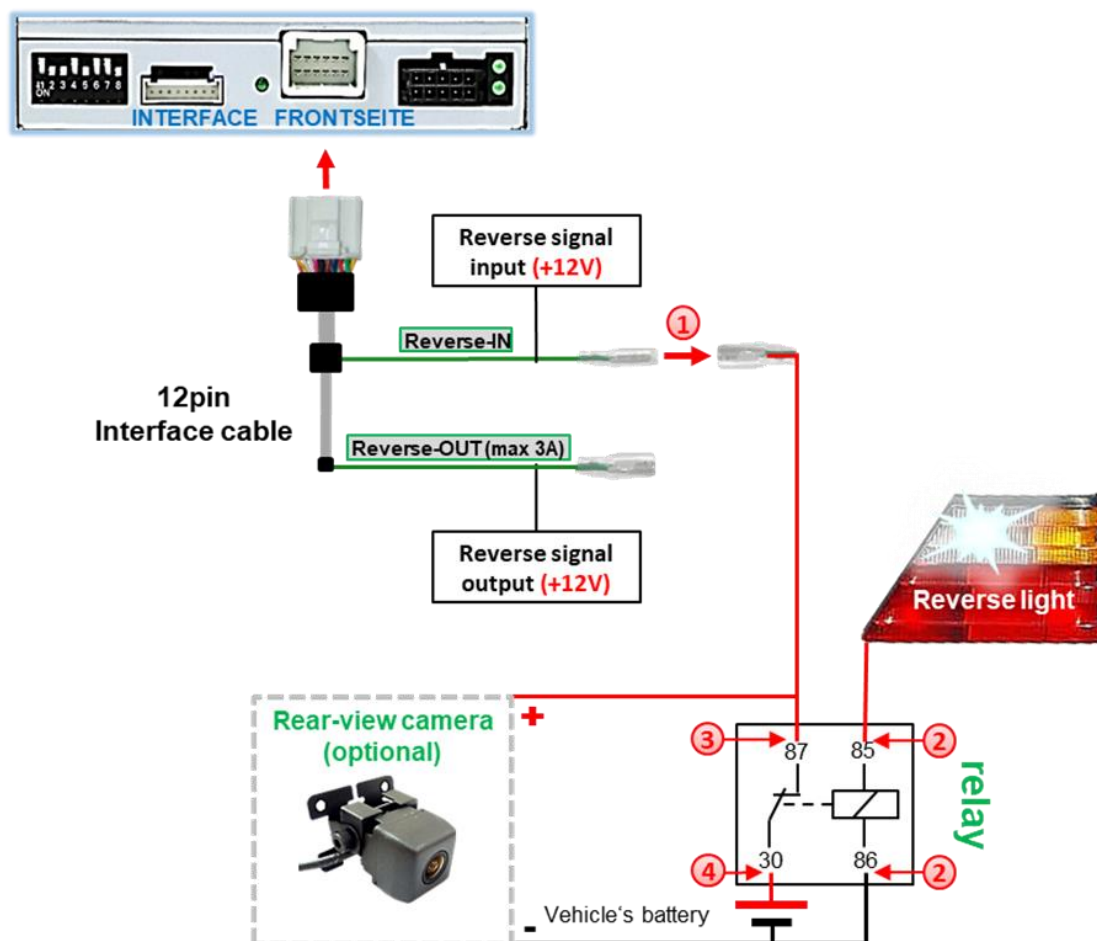 1 2 3 4 5 6 7 8
ON
INTERFACE FRONTSEITE
Reverse signal
input (+12V)
1
Reverse-IN
12pin
Interface cable
Reverse-OUT (max 3A)
Reverse signal
output (+12V)
Reverse light
Rear-view camera
(optional)
+
3
87
85
2
relay
4
30
86
2
-
Vehicle‘s battery